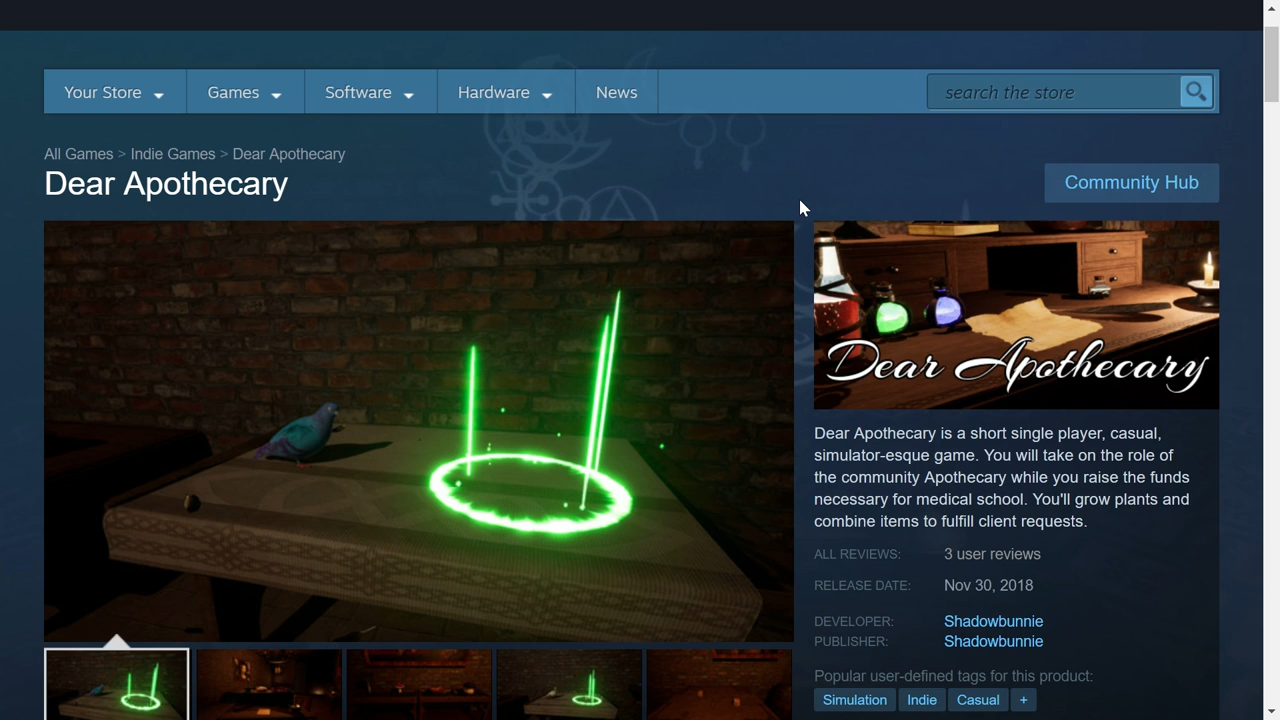 Your Store
Games
Software
Hardware
News
search the store
All Games > Indie Games > Dear Apothecary
Dear Apothecary
Community Hub
Dear Apothecary
Dear Apothecary is a short single player, casual,
simulator-esque game. You will take on the role of
the community Apothecary while you raise the funds
necessary for medical school. You'll grow plants and
combine items to fulfill client requests.
ALL REVIEWS: 3 user reviews
RELEASE DATE: Nov 30, 2018
DEVELOPER: Shadowbunnie
PUBLISHER: Shadowbunnie
Popular user-defined tags for this product:
Simulation Indie Casual +